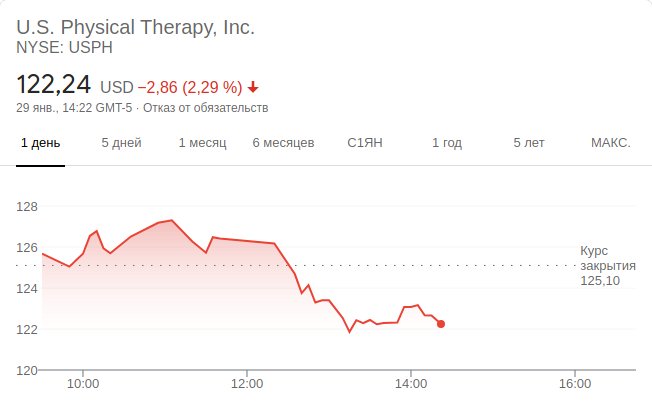 U.S. Physical Therapy, Inc.
NYSE: USPH
122,24 USD −2,86 (2,29 %)
29 янв., 14:22 GMT-5 · Отказ от обязательств
1 день 5 дней 1 месяц 6 месяцев С1ЯН 1 год 5 лет МАКС.
128
126
124
122
120
Курс
закрытия
125,10
10:00 12:00 14:00 16:00